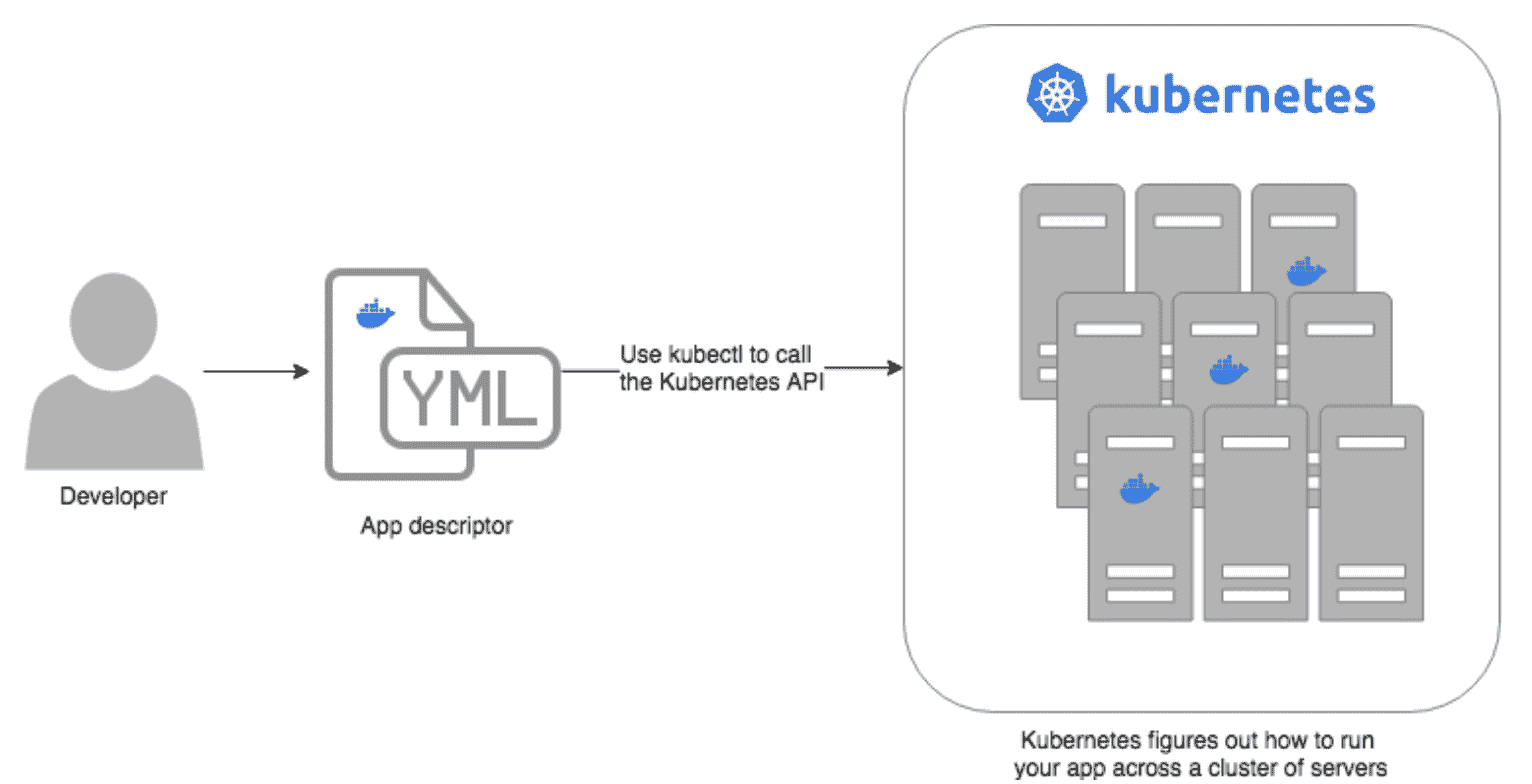 kubernetes
Use kubectl to call
the Kubernetes API
YML
Developer
App descriptor
Kubernetes figures out how to run
your app across a cluster of servers